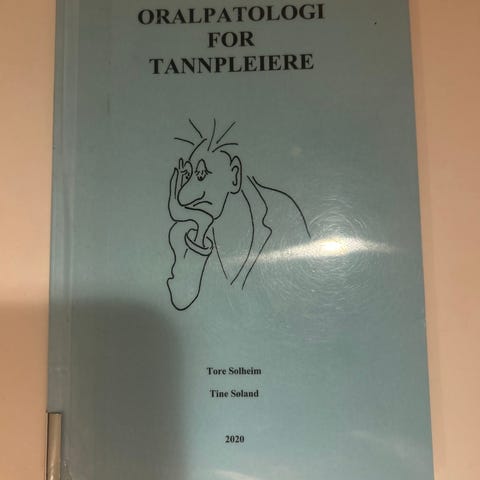 ORALPATOLOGI
FOR
TANNPLEIERE
Tore Solheim
Tine Søland
2020